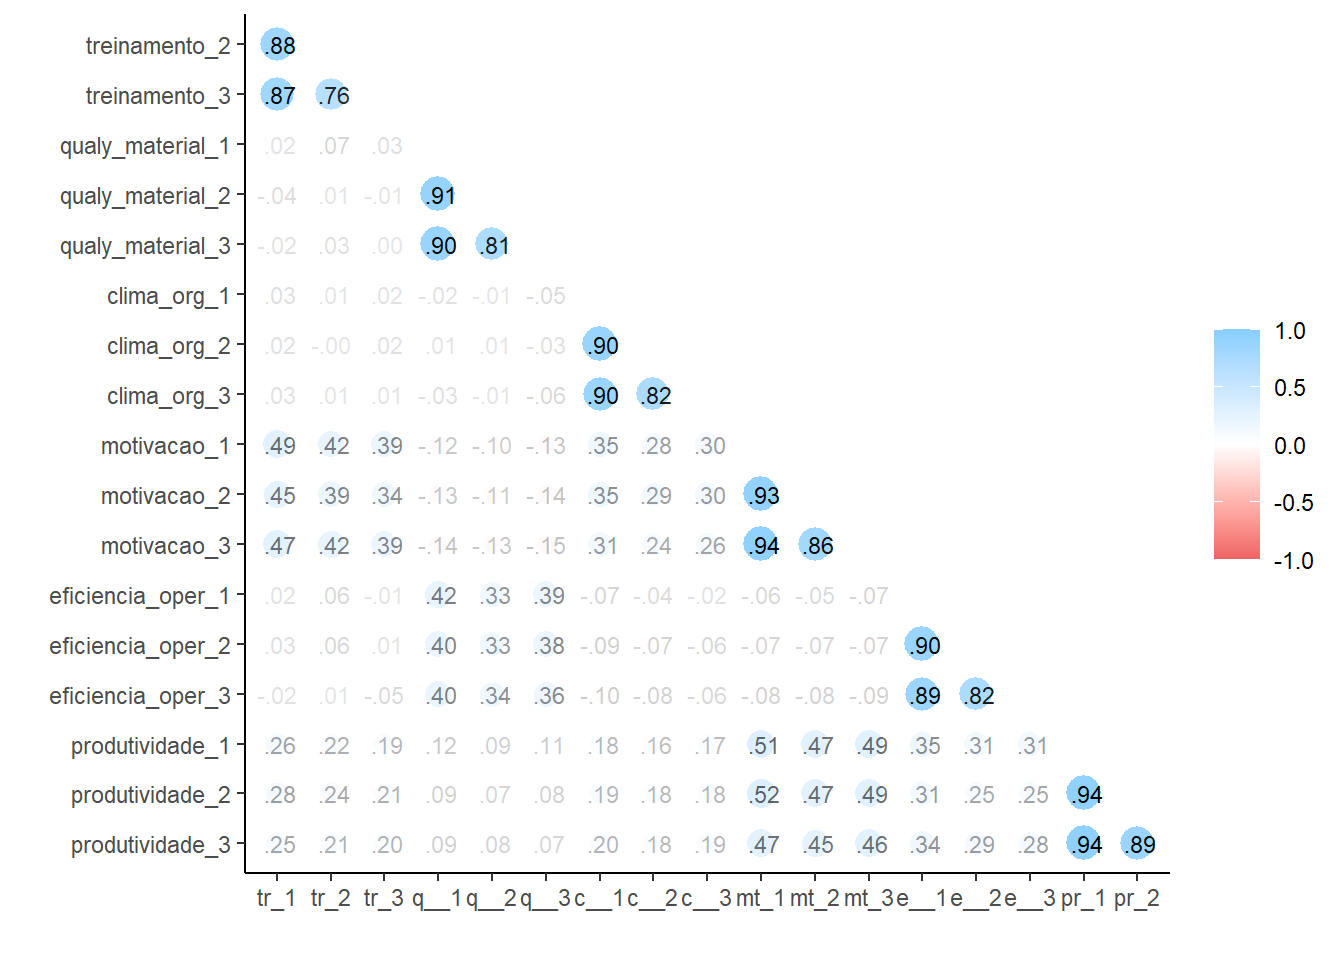 treinamento_2 .88
treinamento_3 .87 .76
qualy_material_1 .02 .07 .03
qualy_material_2 -.04 .01 -.01 .91
qualy_material_3 -.02 .03 .00 .90 .81
clima_org_1 .03 .01 .02 -.02 -.01 -.05
clima_org_2 .02 -.00 .02 .01 .01 -.03 .90
clima_org_3 .03 .01 .01 -.03 -.01 -.06 .90 .82
motivacao_1 .49 .42 .39 -.12 -.10 -.13 .35 .28 .30
motivacao_2 .45 .39 .34 -.13 -.11 -.14 .35 .29 .30 .93
motivacao_3 .47 .42 .39 -.14 -.13 -.15 .31 .24 .26 .94 .86
eficiencia_oper_1 .02 .06 -.01 .42 .33 .39 -.07 -.04 -.02 -.06 -.05 -.07
eficiencia_oper_2 .03 .06 .01 .40 .33 .38 -.09 -.07 -.06 -.07 -.07 -.07 .90
eficiencia_oper_3 -.02 .01 -.05 .40 .34 .36 -.10 -.08 -.06 -.08 -.08 -.09 .89 .82
produtividade_1 .26 .22 .19 .12 .09 .11 .18 .16 .17 .51 .47 .49 .35 .31 .31
produtividade_2 .28 .24 .21 .09 .07 .08 .19 .18 .18 .52 .47 .49 .31 .25 .25 .94
produtividade_3 .25 .21 .20 .09 .08 .07 .20 .18 .19 .47 .45 .46 .34 .29 .28 .94 .89
tr_1 tr_2 tr_3 q__1 q__2 q__3 c__1 c__2 c__3 mt_1 mt_2 mt_3 e__1 e__2 e__3 pr_1 pr_2
1.0
0.5
0.0
-0.5
-1.0